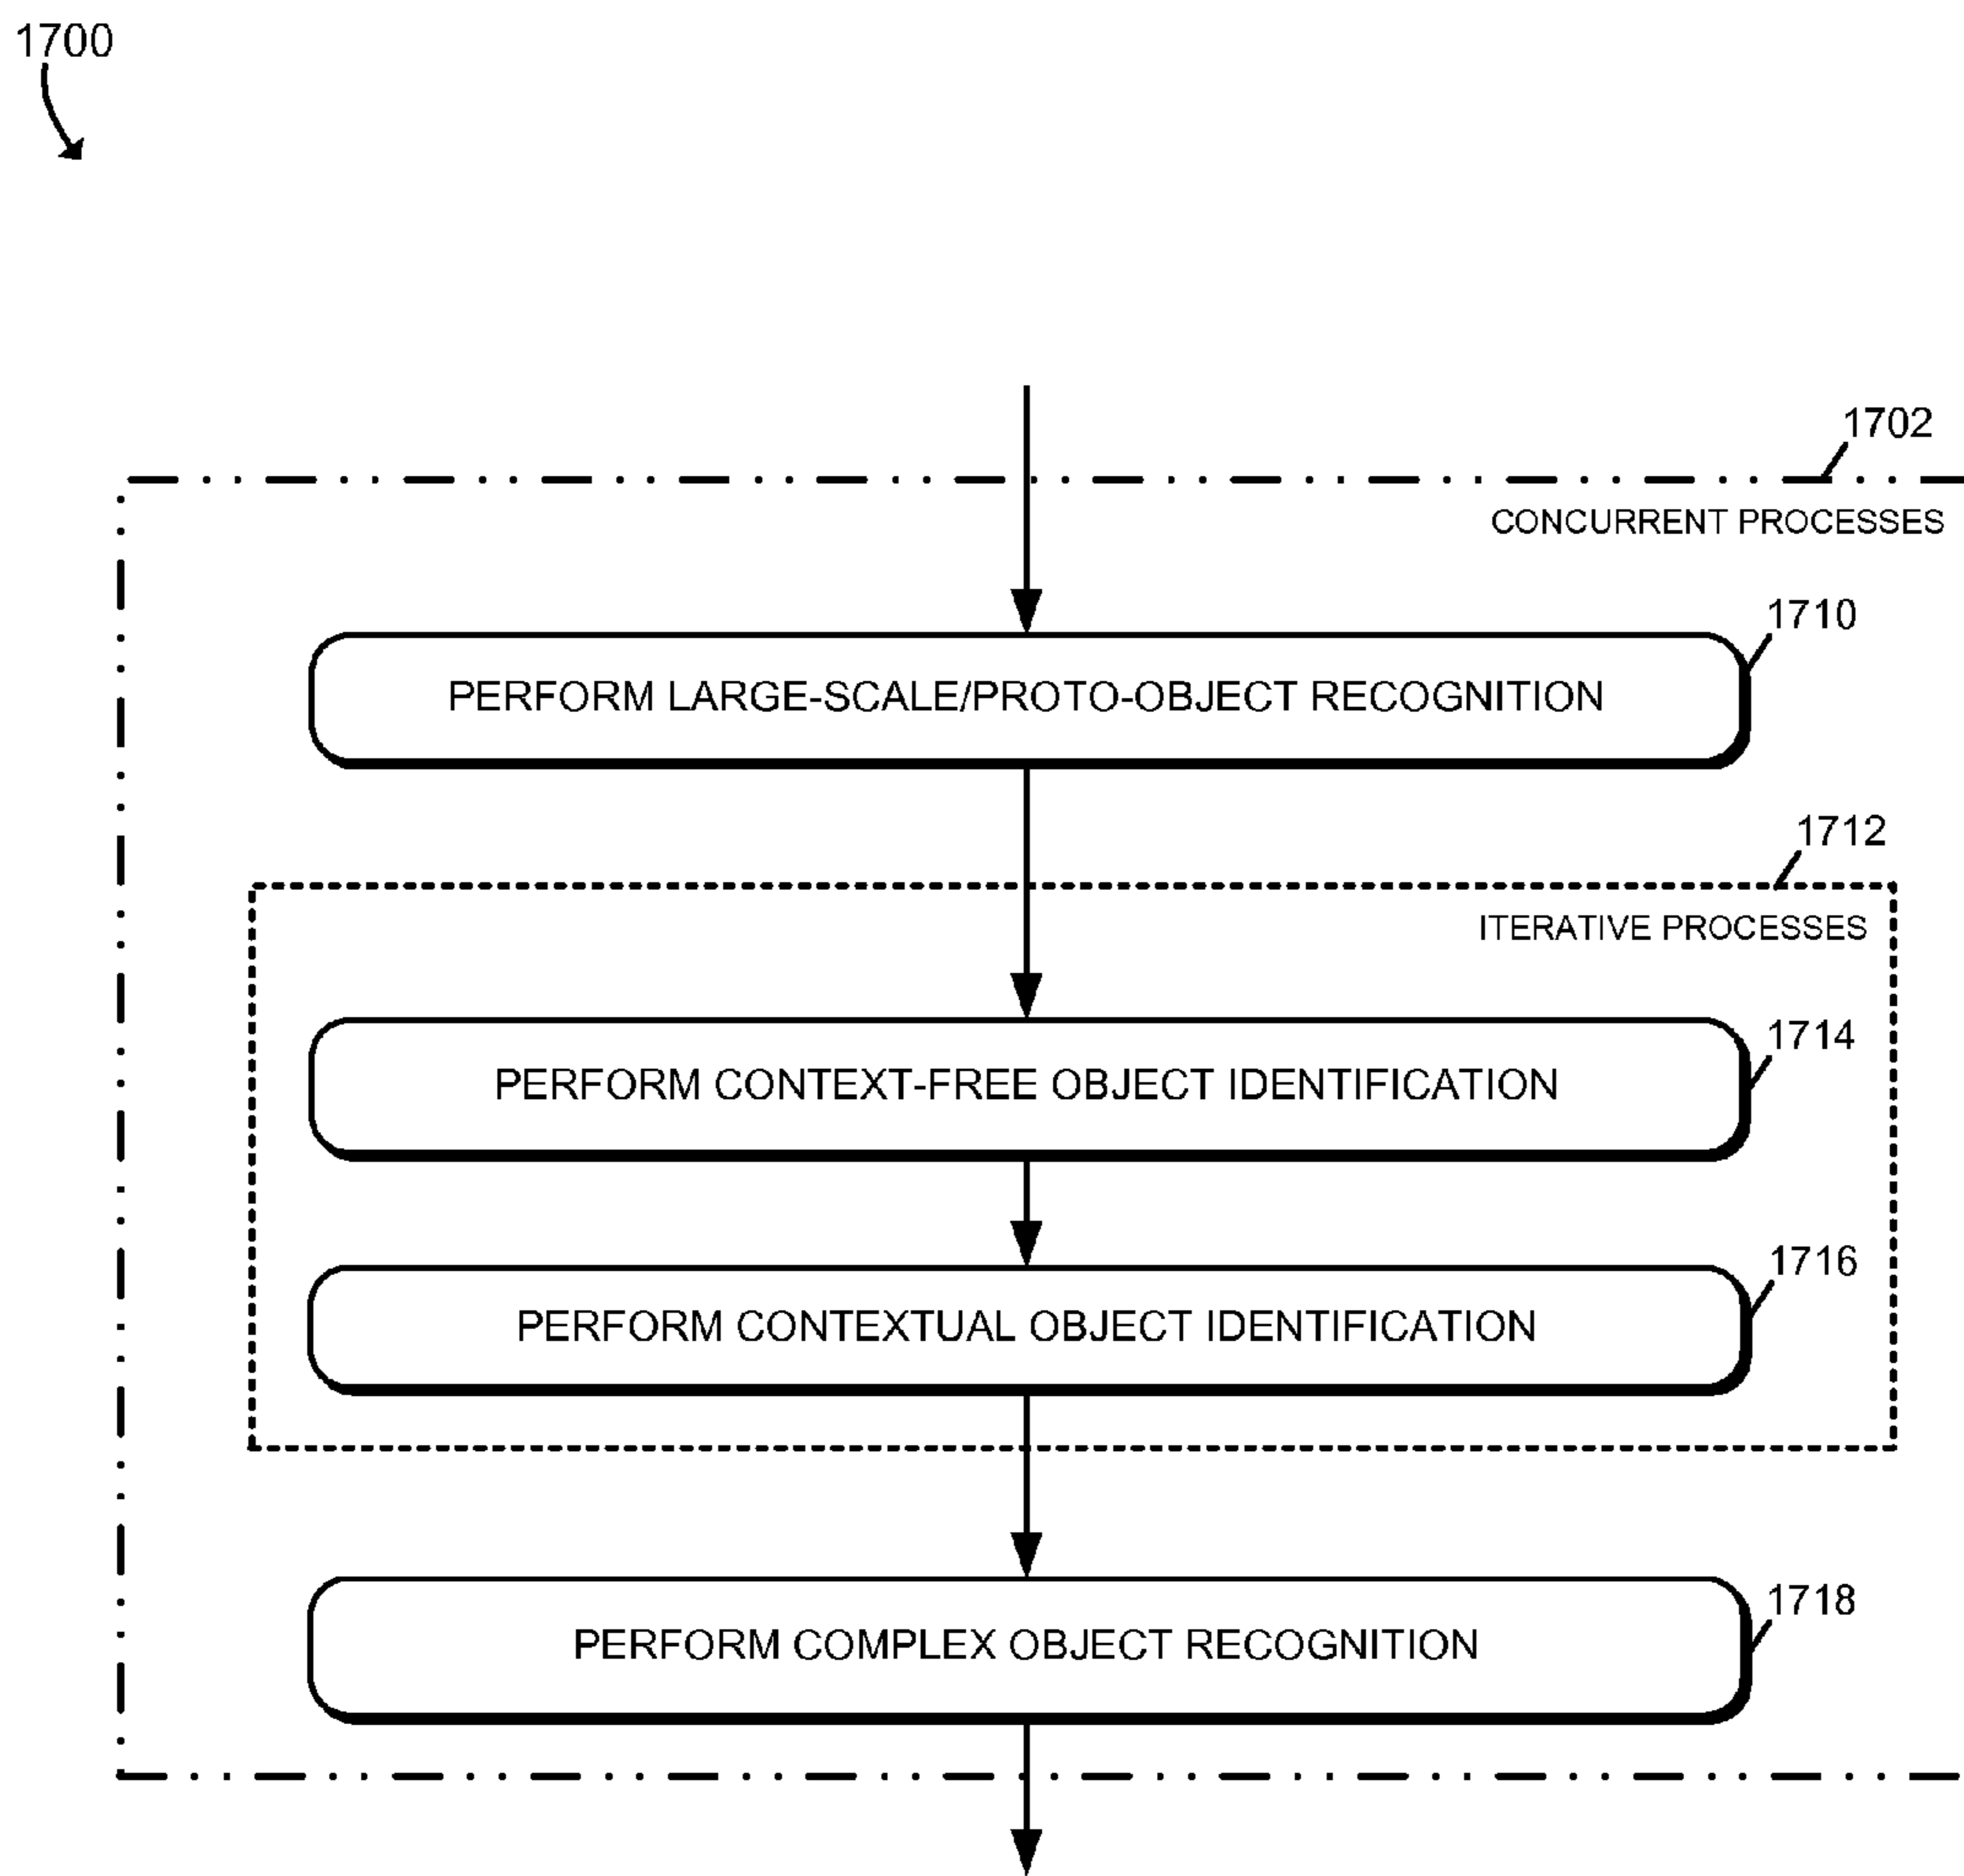 1700
1702
CONCURRENT PROCESSES
1710
PERFORM LARGE-SCALE/PROTO-OBJECT RECOGNITION
1712
ITERATIVE PROCESSES
1714
PERFORM CONTEXT-FREE OBJECT IDENTIFICATION
1716
PERFORM CONTEXTUAL OBJECT IDENTIFICATION
1718
PERFORM COMPLEX OBJECT RECOGNITION